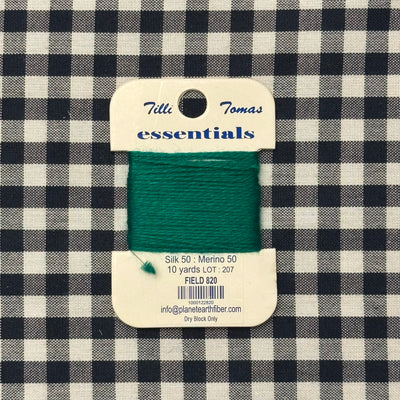 Tilli Tomas
essentials
Silk 50 : Merino 50
10 yards LOT : 207
FIELD 820
1000122820
info@planetearthfiber.com
Dry Block Only